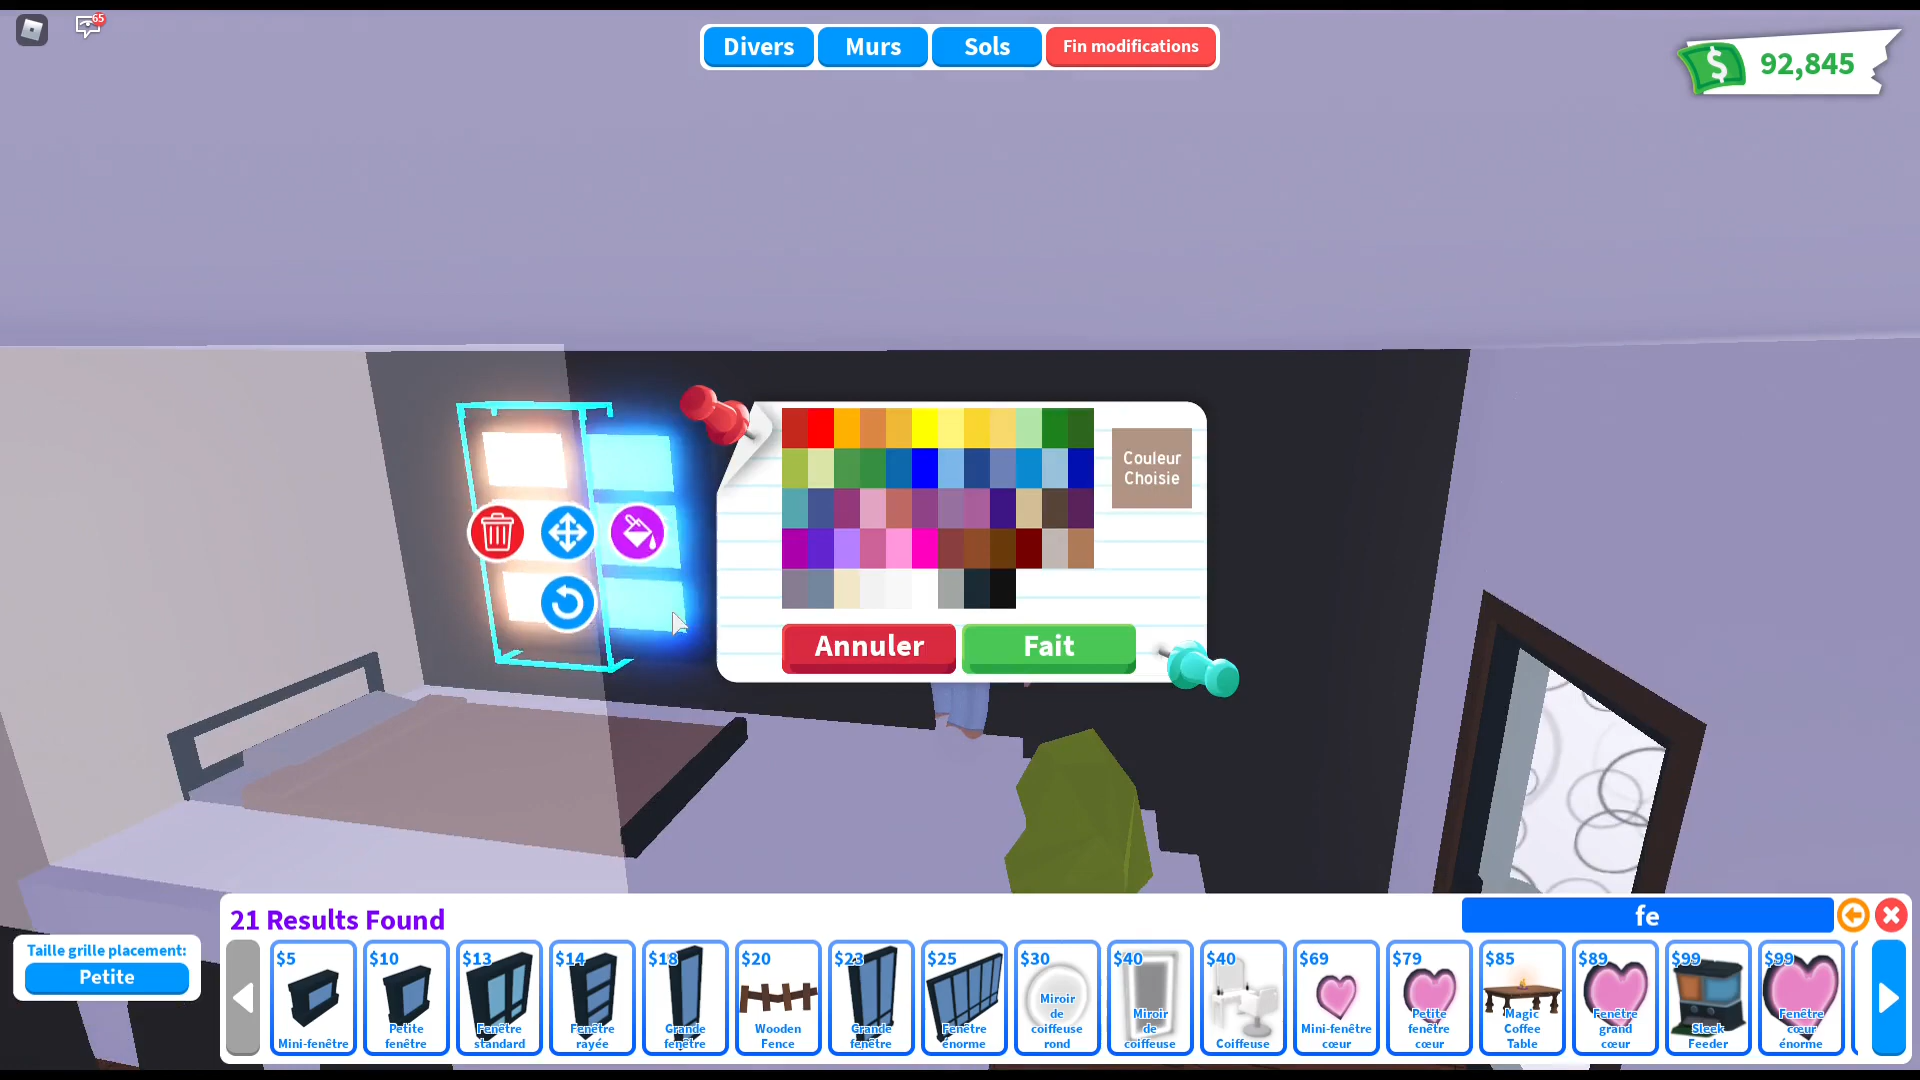 65
Divers
Murs
Sols
Fin modifications
92,845
Couleur
Choisie
Annuler
Fait
21 Results Found
fe
Taille grille placement:
Petite
$5
Mini-fenêtre
$10
Petite
fenêtre
$13
Fenêtre
standard
$14
Fenêtre
rayée
$18
Grande
fenêtre
$20
Wooden
Fence
$23
Grande
fenêtre
$25
Fenêtre
énorme
$30
Miroir
de
coiffeuse
rond
$40
Miroir
de
coiffeuse
$40
Coiffeuse
$69
Mini-fenêtre
cœur
$79
Petite
fenêtre
cœur
$85
Magic
Coffee
Table
$89
Fenêtre
grand
cœur
$99
Sleek
Feeder
$99
Fenêtre
cœur
énorme